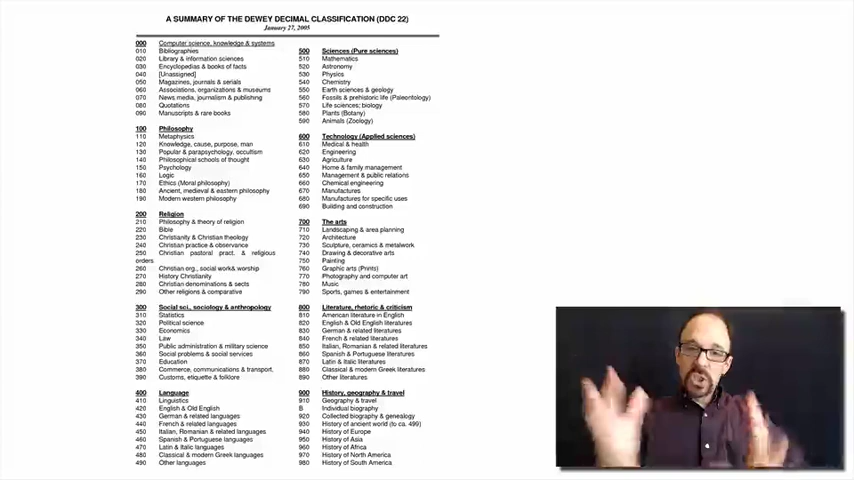 A SUMMARY OF THE DEWEY DECIMAL CLASSIFICATION (DDC 22)
January 27, 2005
000 Computer science, knowledge & systems
010 Bibliographies
020 Library & information sciences
030 Encyclopedias & books of facts
040 [Unassigned]
050 Magazines, journals & serials
060 Associations, organizations & museums
070 News media, journalism & publishing
080 Quotations
090 Manuscripts & rare books
100 Philosophy
110 Metaphysics
120 Knowledge, cause, purpose, man
130 Popular & parapsychology, occultism
140 Philosophical schools of thought
150 Psychology
160 Logic
170 Ethics (Moral philosophy)
180 Ancient, medieval & eastern philosophy
190 Modern western philosophy
200 Religion
210 Philosophy & theory of religion
220 Bible
230 Christianity & Christian theology
240 Christian practice & observance
250 Christian pastoral pract. & religious
orders
260 Christian org., social work& worship
270 History Christianity
280 Christian denominations & sects
290 Other religions & comparative
300 Social sci., sociology & anthropology
310 Statistics
320 Political science
330 Economics
340 Law
350 Public administration & military science
360 Social problems & social services
370 Education
380 Commerce, communications & transport.
390 Customs, etiquette & folklore
400 Language
410 Linguistics
420 English & Old English
430 German & related languages
440 French & related languages
450 Italian, Romanian & related languages
460 Spanish & Portuguese languages
470 Latin & Italic languages
480 Classical & modern Greek languages
490 Other languages
500 Sciences (Pure sciences)
510 Mathematics
520 Astronomy
530 Physics
540 Chemistry
550 Earth sciences & geology
560 Fossils & prehistoric life (Paleontology)
570 Life sciences; biology
580 Plants (Botany)
590 Animals (Zoology)
600 Technology (Applied sciences)
610 Medical & health
620 Engineering
630 Agriculture
640 Home & family management
650 Management & public relations
660 Chemical engineering
670 Manufactures
680 Manufactures for specific uses
690 Building and construction
700 The arts
710 Landscaping & area planning
720 Architecture
730 Sculpture, ceramics & metalwork
740 Drawing & decorative arts
750 Painting
760 Graphic arts (Prints)
770 Photography and computer art
780 Music
790 Sports, games & entertainment
800 Literature, rhetoric & criticism
810 American literature in English
820 English & Old English literatures
830 German & related literatures
840 French & related literatures
850 Italian, Romanian & related literatures
860 Spanish & Portuguese literatures
870 Latin & Italic literatures
880 Classical & modern Greek literatures
890 Other literatures
900 History, geography & travel
910 Geography & travel
B Individual biography
920 Collected biography & genealogy
930 History of ancient world (to ca. 499)
940 History of Europe
950 History of Asia
960 History of Africa
970 History of North America
980 History of South America